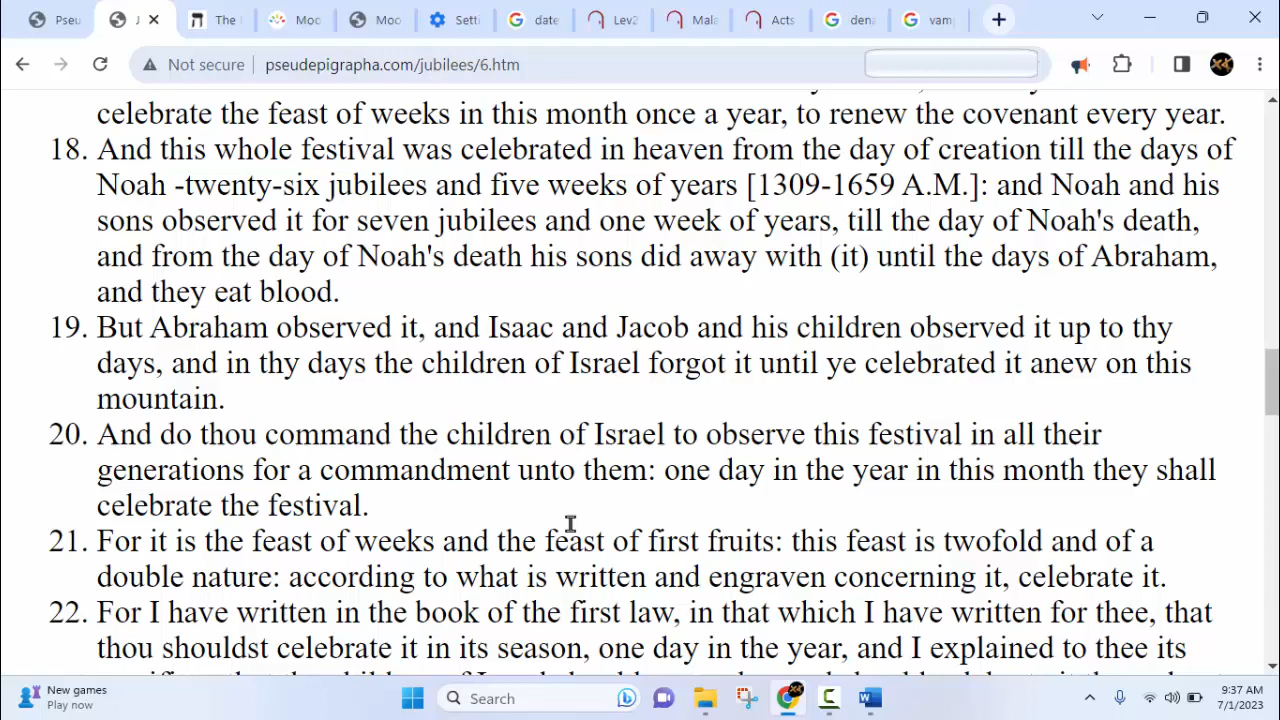 Pseu
J
The
Moo
Moo
Setti
date
Lev2
Mala
Acts
dena
vamp
Not secure
pseudepigrapha.com/jubilees/6.htm
celebrate the feast of weeks in this month once a year, to renew the covenant every year.
18. And this whole festival was celebrated in heaven from the day of creation till the days of
Noah -twenty-six jubilees and five weeks of years [1309-1659 A.M.]: and Noah and his
sons observed it for seven jubilees and one week of years, till the day of Noah's death,
and from the day of Noah's death his sons did away with (it) until the days of Abraham,
and they eat blood.
19. But Abraham observed it, and Isaac and Jacob and his children observed it up to thy
days, and in thy days the children of Israel forgot it until ye celebrated it anew on this
mountain.
20. And do thou command the children of Israel to observe this festival in all their
generations for a commandment unto them: one day in the year in this month they shall
celebrate the festival.
21. For it is the feast of weeks and the feast of first fruits: this feast is twofold and of a
double nature: according to what is written and engraven concerning it, celebrate it.
22. For I have written in the book of the first law, in that which I have written for thee, that
thou shouldst celebrate it in its season, one day in the year, and I explained to thee its
New games
Play now
Search
9:37 AM
7/1/2023